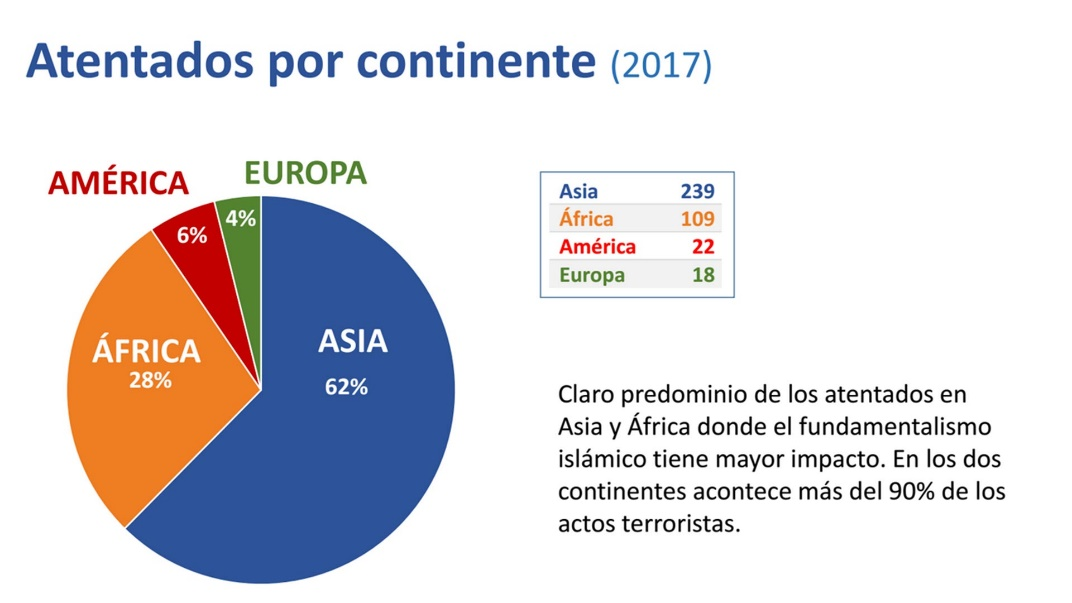 Atentados por continente (2017)
AMÉRICA
EUROPA
6%
4%
ÁFRICA
28%
ASIA
62%
Asia 239
África 109
América 22
Europa 18
Claro predominio de los atentados en
Asia y África donde el fundamentalismo
islámico tiene mayor impacto. En los dos
continentes acontece más del 90% de los
actos terroristas.